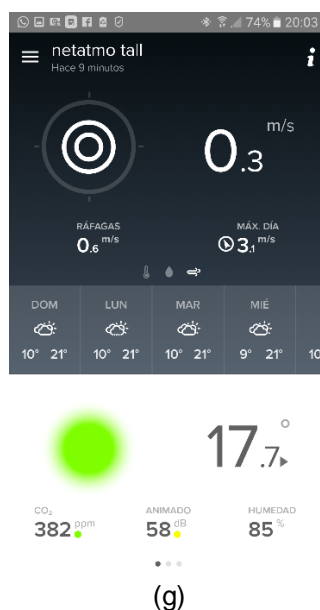 74% 20:03
netatmo tall
Hace 9 minutos
i
m/s
0.3
RÁFAGAS
0.6 m/s
MÁX. DÍA
3.1 m/s
DOM LUN MAR MIÉ
10° 21° 10° 21° 10° 21° 9° 21° 10
17.7°
CO₂ ANIMADO HUMEDAD
382 ppm 58 dB 85 %
(g)